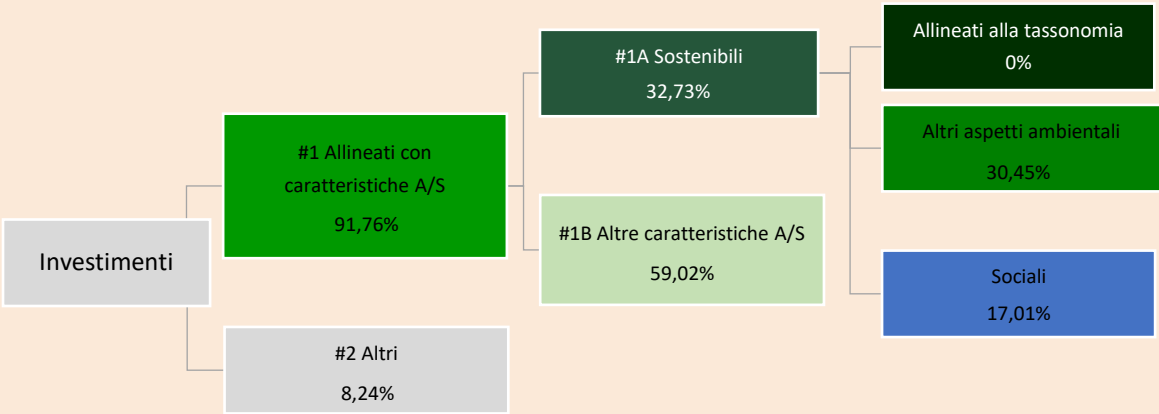 Investimenti
#1 Allineati con
caratteristiche A/S
91,76%
#2 Altri
8,24%
#1A Sostenibili
32,73%
#1B Altre caratteristiche A/S
59,02%
Allineati alla tassonomia
0%
Altri aspetti ambientali
30,45%
Sociali
17,01%